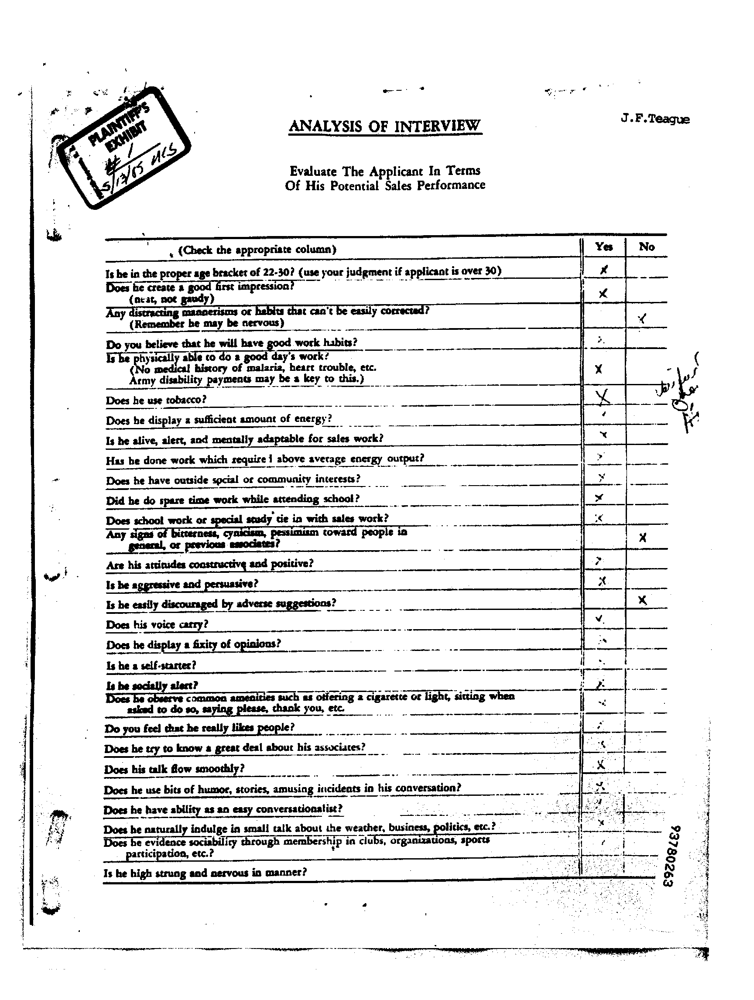 PLAINTIFF'S
EXHIBIT
# 1
J.F.Teague
ANALYSIS OF INTERVIEW
Evaluate The Applicant In Terms
Of His Potential Sales Performance
(Check the appropriate column) Yes No
Is he in the proper age bracket of 22-30? (use your judgment if applicant is over 30) X
Does he create a good first impression?
(neat, not gaudy) X
Any distracting mannerisms or habits that can't be easily corrected?
(Remember he may be nervous) X
Do you believe that he will have good work habits?
Is he physically able to do a good day's work?
(No medical history of malaria, heart trouble, etc. X
Army disability payments may be a key to this.)
Does he use tobacco? X
Does he display a sufficient amount of energy?
Is he alive, alert, and mentally adaptable for sales work? X
Has he done work which required above average energy output?
Does he have outside social or community interests? X
Did he do spare time work while attending school? X
Does school work or special study tie in with sales work? X
Any signs of bitterness, cynicism, pessimism toward people in
general, or previous associates? X
Are his attitudes constructive and positive?
Is he aggressive and persuasive? X
Is he easily discouraged by adverse suggestions? X
Does his voice carry?
Does he display a fixity of opinions?
Is he a self-starter?
Is he socially alert?
Does he observe common amenities such as offering a cigarette or light, sitting when
asked to do so, saying please, thank you, etc.
Do you feel that he really likes people?
Does he try to know a great deal about his associates?
Does his talk flow smoothly? X
Does he use bits of humor, stories, amusing incidents in his conversation? X
Does he have ability as an easy conversationalist?
Does he naturally indulge in small talk about the weather, business, politics, etc.? X
Does he evidence sociability through membership in clubs, organizations, sports
participation, etc.?
Is he high strung and nervous in manner?
93780263